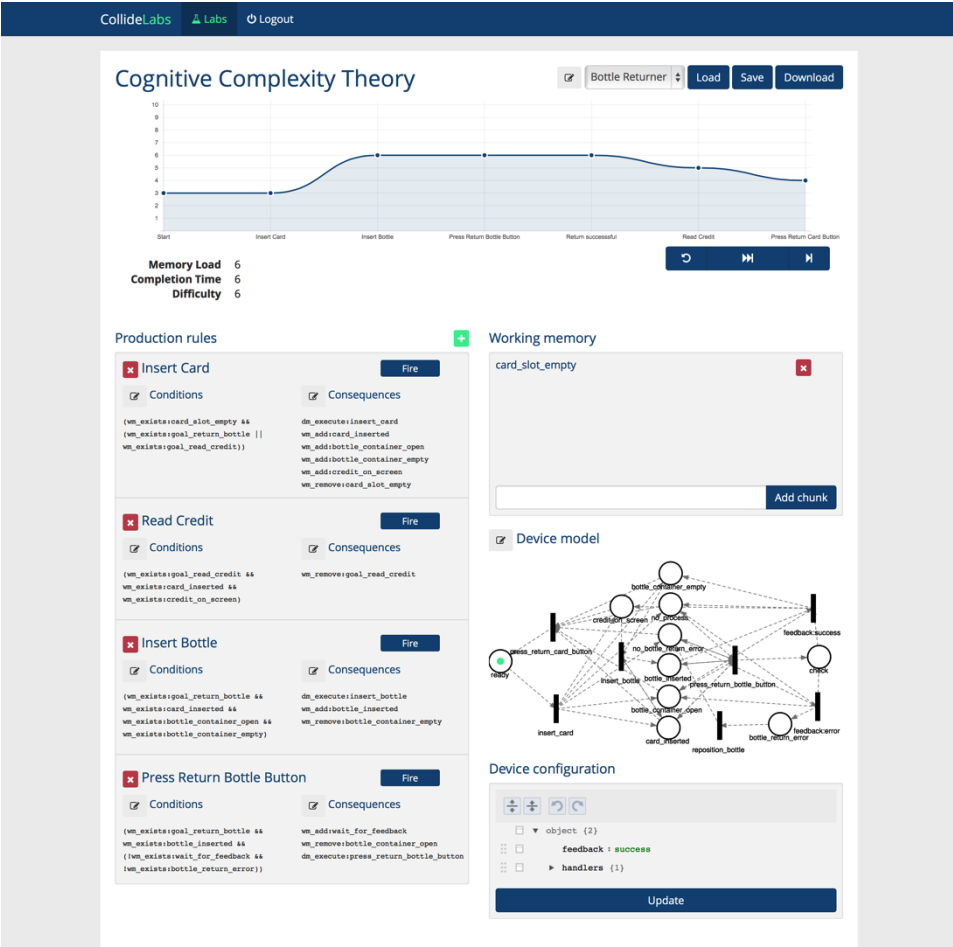 CollideLabs Labs Logout
Cognitive Complexity Theory
Bottle Returner Load Save Download
10
9
8
7
6
5
4
3
2
1
Start Insert Card Insert Bottle Press Return Bottle Button Return successsful Read Credit Press Return Card Button
Memory Load 6
Completion Time 6
Difficulty 6
Production rules
Insert Card Fire
Conditions Consequences
(wm_exists:card_slot_empty &&
(wm_exists:goal_return_bottle ||
wm_exists:goal_read_credit))
dm_execute:insert_card
wm_add:card_inserted
wm_add:bottle_container_open
wm_add:bottle_container_empty
wm_add:credit_on_screen
wm_remove:card_slot_empty
Read Credit Fire
Conditions Consequences
(wm_exists:goal_read_credit &&
wm_exists:card_inserted &&
wm_exists:credit_on_screen)
wm_remove:goal_read_credit
Insert Bottle Fire
Conditions Consequences
(wm_exists:goal_return_bottle &&
wm_exists:card_inserted &&
wm_exists:bottle_container_open &&
wm_exists:bottle_container_empty)
dm_execute:insert_bottle
wm_add:bottle_inserted
wm_remove:bottle_container_empty
Press Return Bottle Button Fire
Conditions Consequences
(wm_exists:goal_return_bottle &&
wm_exists:bottle_inserted &&
(!wm_exists:wait_for_feedback &&
!wm_exists:bottle_return_error))
wm_add:wait_for_feedback
wm_remove:bottle_container_open
dm_execute:press_return_bottle_button
Working memory
card_slot_empty
Add chunk
Device model
bottle_container_empty
credit_on_screen
no_process
feedback:success
press_return_card_button
no_bottle_return_error
ready
insert_bottle
bottle_inserted
press_return_bottle_button
check
bottle_container_open
insert_card
card_inserted
reposition_bottle
bottle_return_error
feedback:error
Device configuration
object {2}
feedback : success
handlers {1}
Update